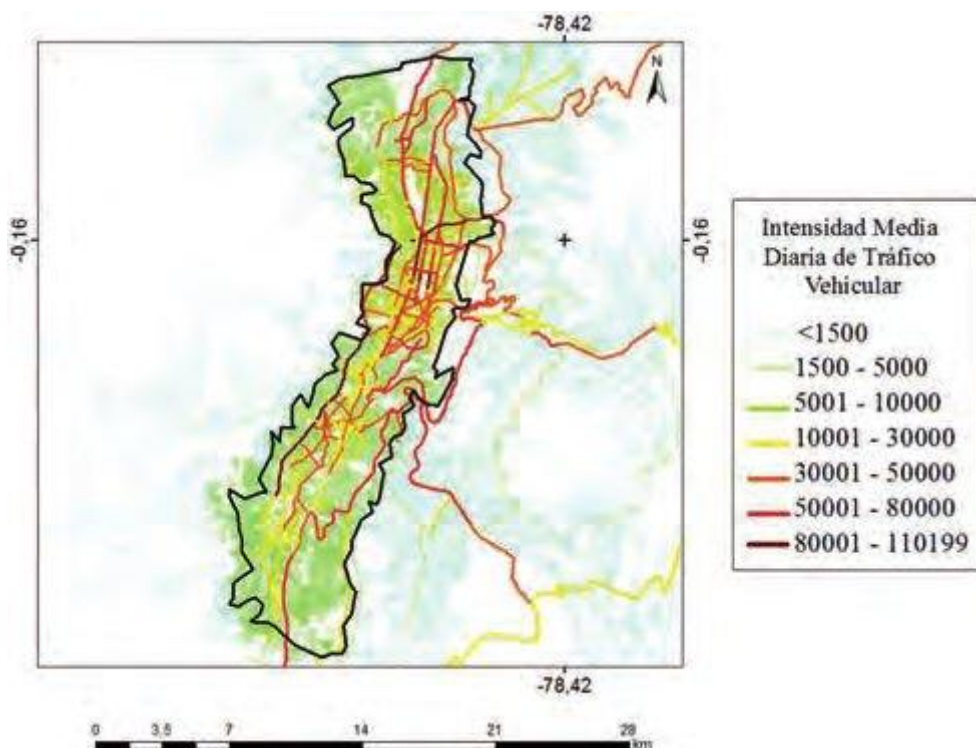 -78,42
N
-0,16
-0,16
Intensidad Media
Diaria de Tráfico
Vehicular
<1500
1500 - 5000
5001 - 10000
10001 - 30000
30001 - 50000
50001 - 80000
80001 - 110199
-78,42
0 3,5 7 14 21 28
km